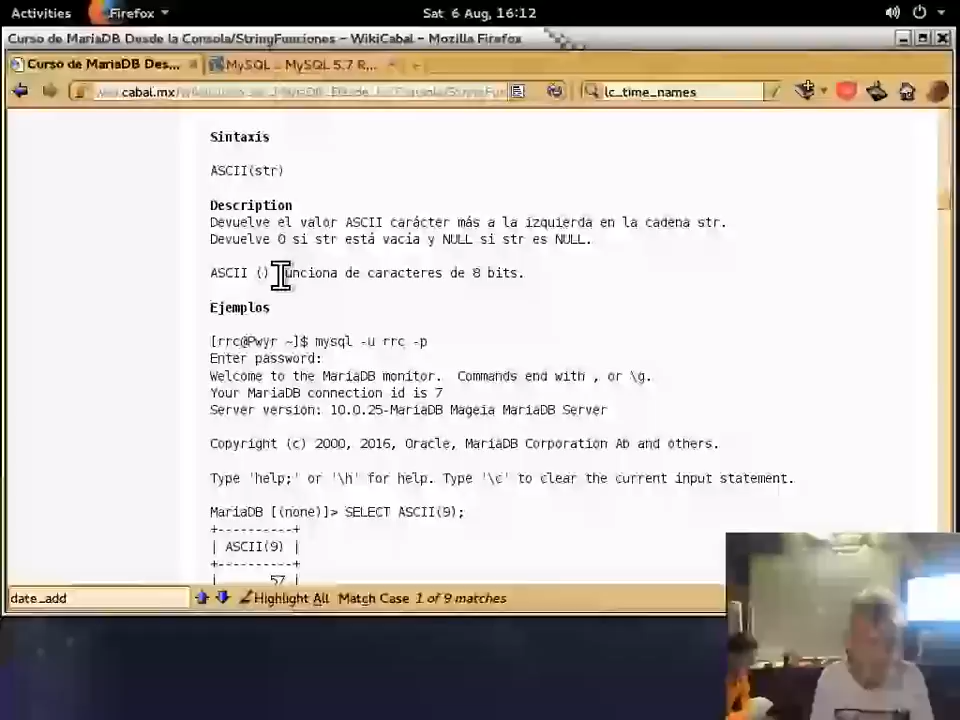 Activities Firefox Sat 6 Aug, 16:12
Curso de MariaDB Desde la Consola/StringFunciones - WikiCabal - Mozilla Firefox
Curso de MariaDB Des... MySQL - MySQL 5.7 R...
cabal.mx/ lc_time_names
Sintaxis
ASCII(str)
Description
Devuelve el valor ASCII carácter más a la izquierda en la cadena str.
Devuelve 0 si str está vacía y NULL si str es NULL.
ASCII () funciona de caracteres de 8 bits.
Ejemplos
[rrc@Pwyr ~]$ mysql -u rrc -p
Enter password:
Welcome to the MariaDB monitor. Commands end with , or \g.
Your MariaDB connection id is 7
Server version: 10.0.25-MariaDB Mageia MariaDB Server
Copyright (c) 2000, 2016, Oracle, MariaDB Corporation Ab and others.
Type 'help;' or '\h' for help. Type '\c' to clear the current input statement.
MariaDB [(none)]> SELECT ASCII(9);
+----------+
| ASCII(9) |
+----------+
| 57 |
date_add Highlight All Match Case 1 of 9 matches